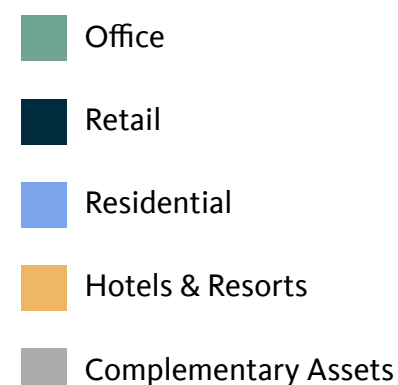 Office
Retail
Residential
Hotels & Resorts
Complementary Assets